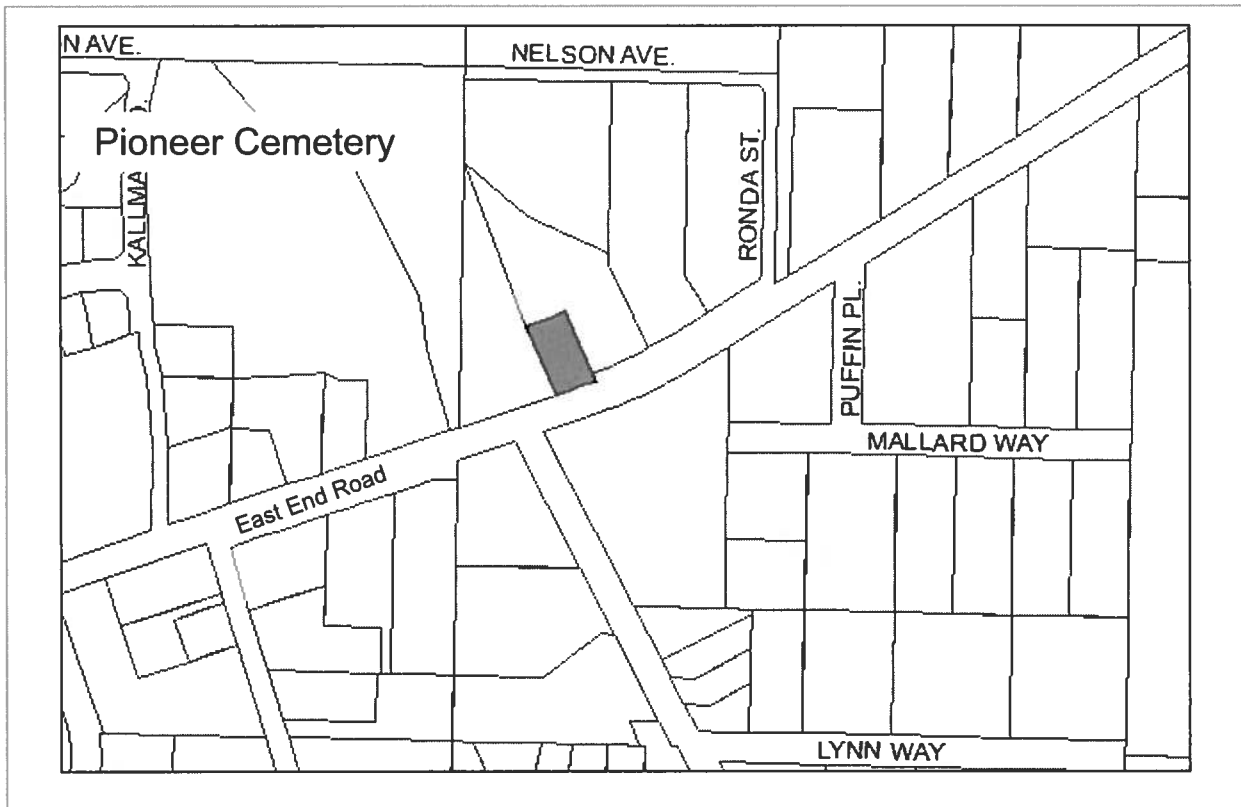 N AVE.
NELSON AVE.
Pioneer Cemetery
KALLMA
RONDA ST.
PUFFIN PL.
MALLARD WAY
East End Road
LYNN WAY